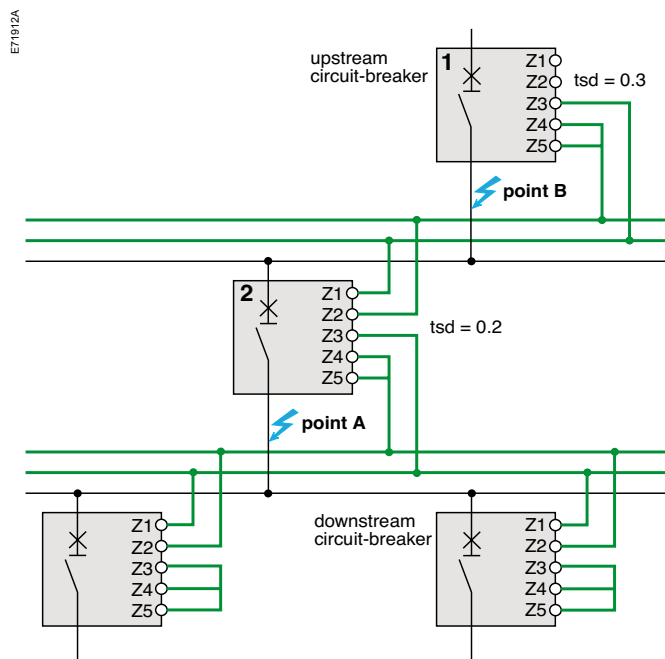 E71912A
upstream
circuit-breaker
1
Z1
Z2
Z3
Z4
Z5
tsd = 0.3
point B
2
Z1
Z2
Z3
Z4
Z5
tsd = 0.2
point A
Z1
Z2
Z3
Z4
Z5
downstream
circuit-breaker
Z1
Z2
Z3
Z4
Z5